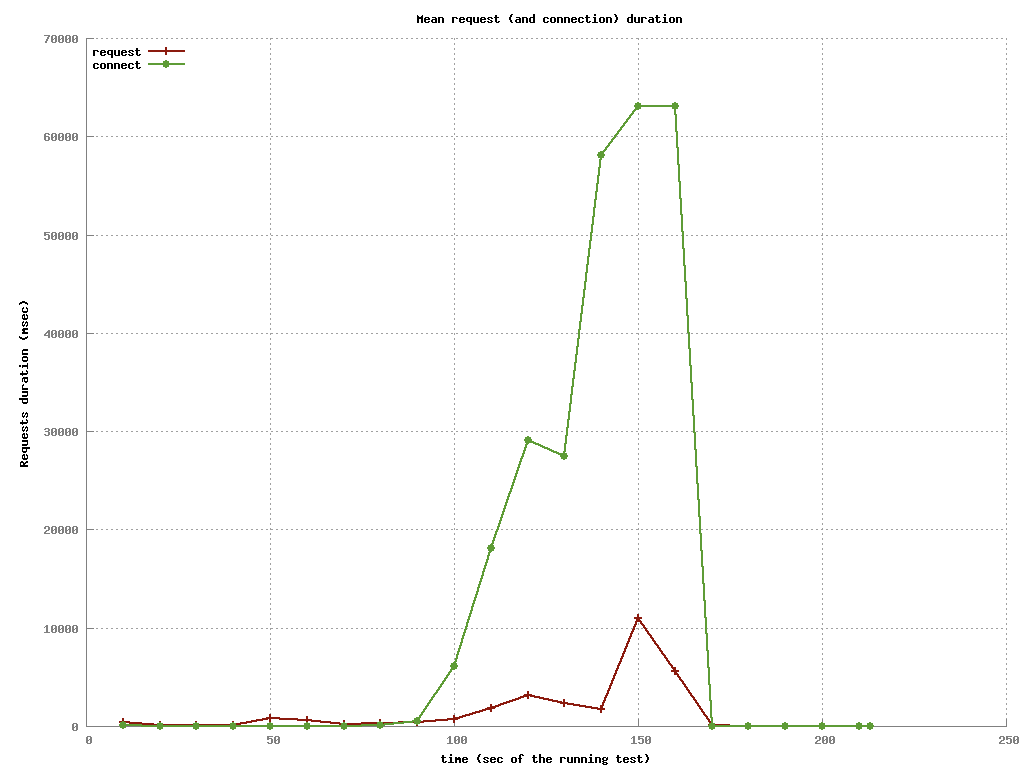 Mean request (and connection) duration
70000
request
connect
60000
50000
40000
30000
20000
10000
0
Requests duration (msec)
0 50 100 150 200 250
time (sec of the running test)